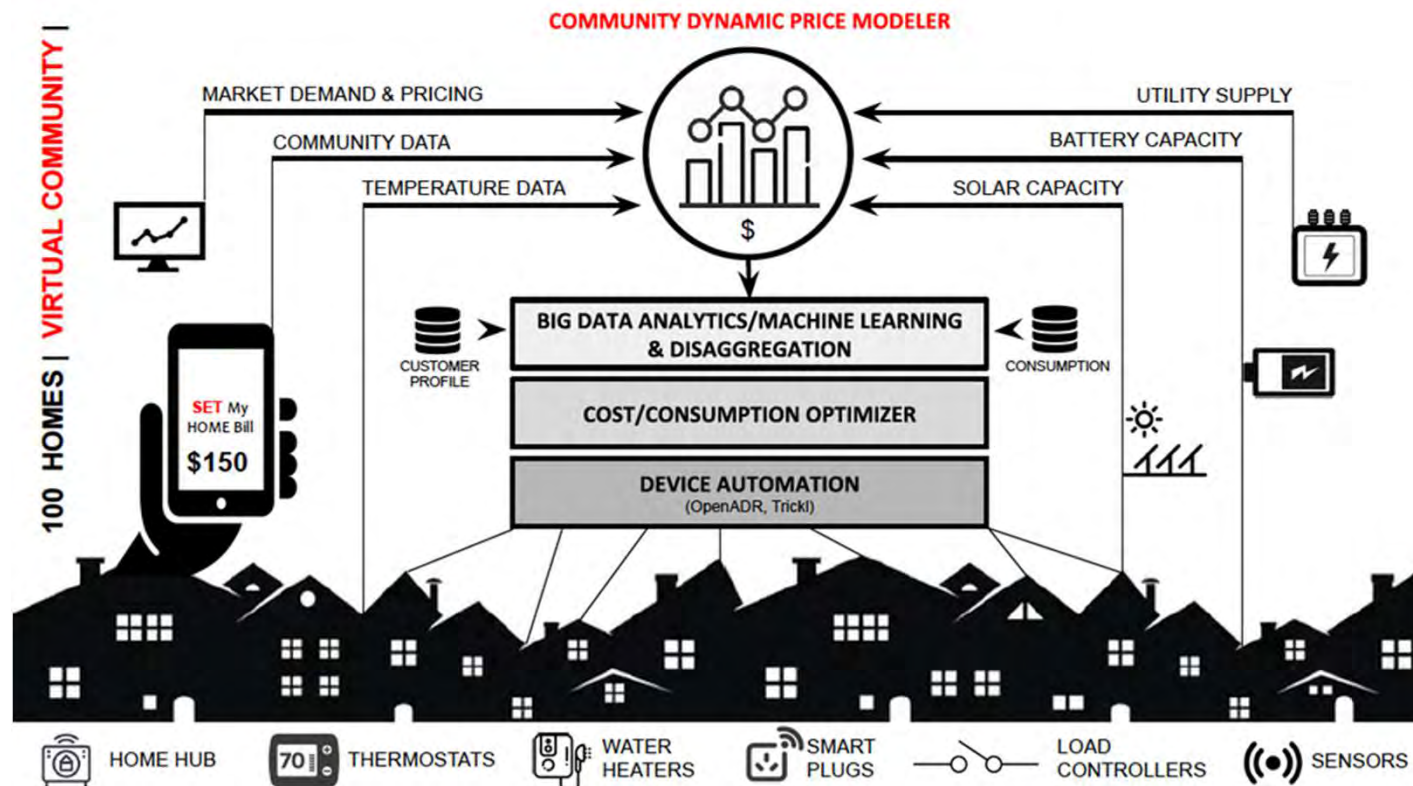 COMMUNITY DYNAMIC PRICE MODELER
100 HOMES | VIRTUAL COMMUNITY |
MARKET DEMAND & PRICING
COMMUNITY DATA
TEMPERATURE DATA
UTILITY SUPPLY
BATTERY CAPACITY
SOLAR CAPACITY
$
BIG DATA ANALYTICS/MACHINE LEARNING
& DISAGGREGATION
CUSTOMER
PROFILE
CONSUMPTION
COST/CONSUMPTION OPTIMIZER
DEVICE AUTOMATION
(OpenADR, Trickl)
SET My
HOME Bill
$150
HOME HUB
70
THERMOSTATS
WATER
HEATERS
SMART
PLUGS
LOAD
CONTROLLERS
SENSORS